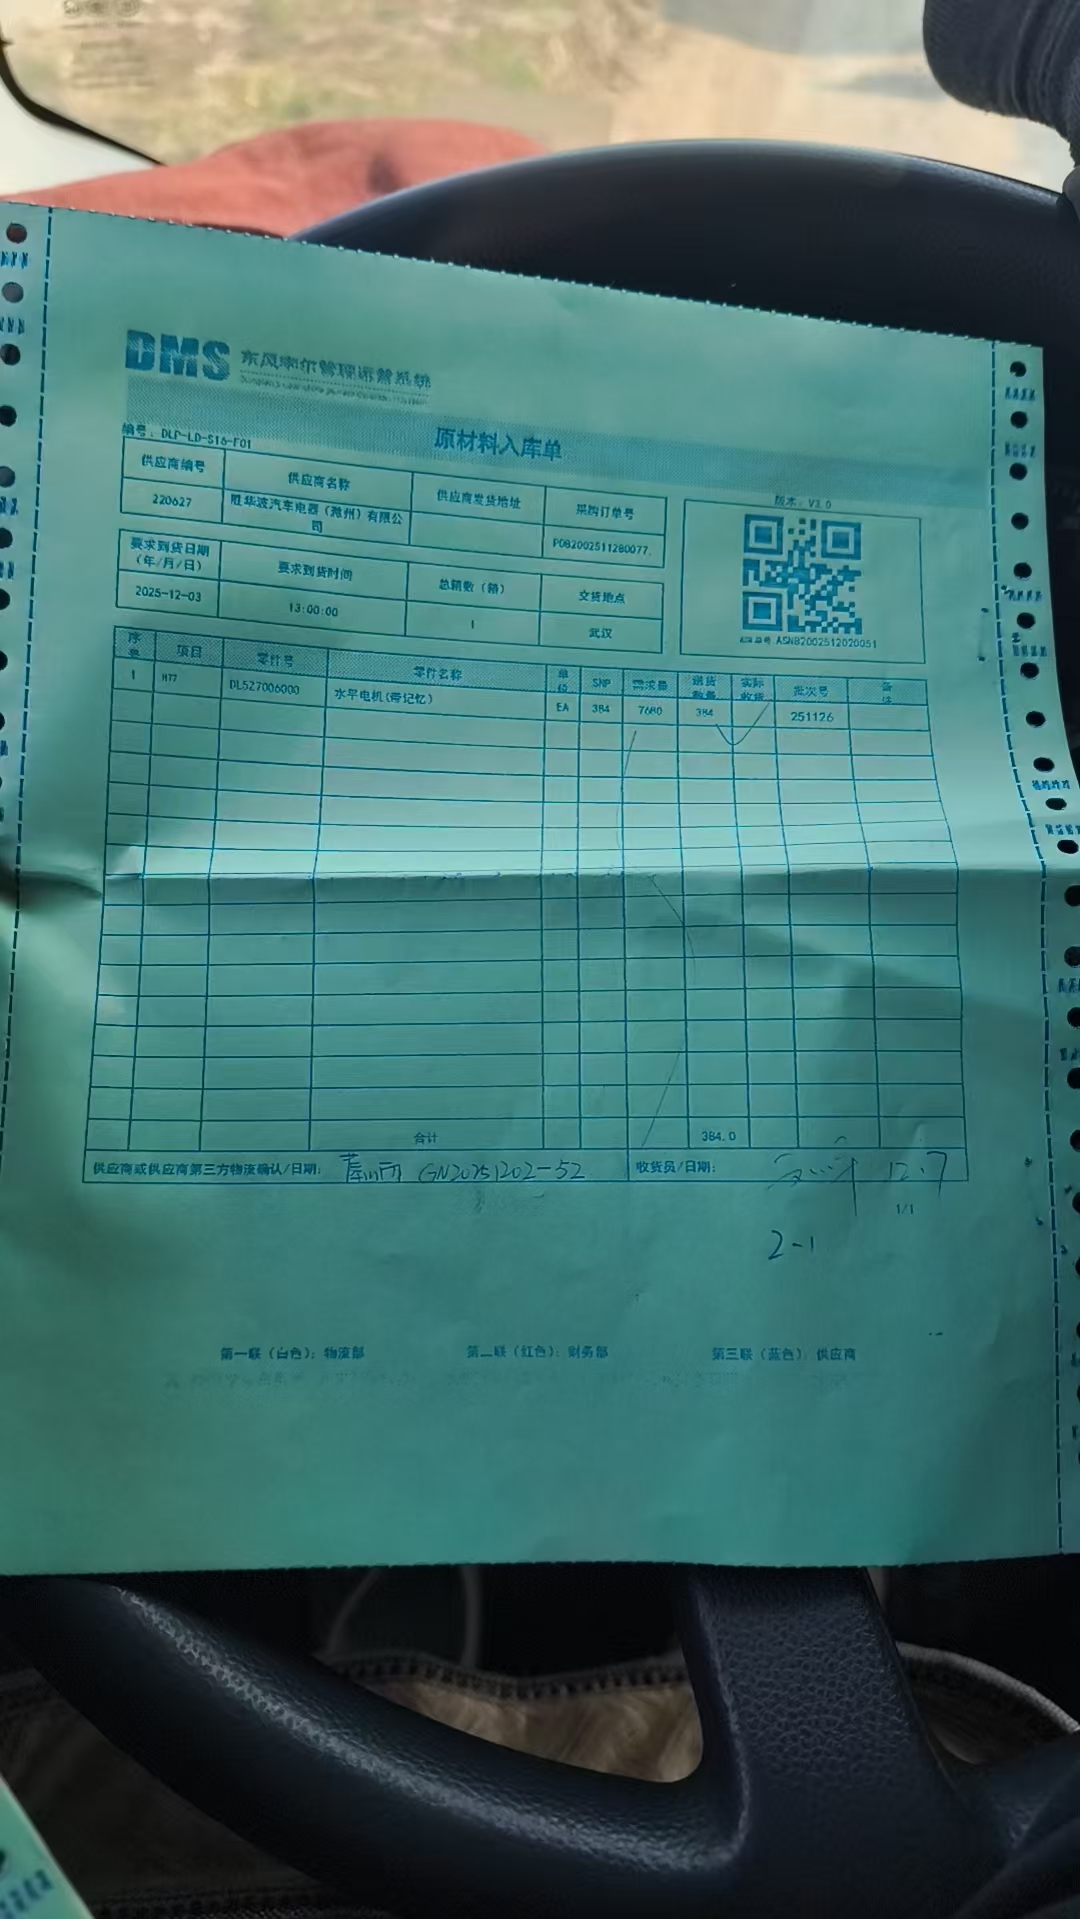 DMS 东风李尔管理运营系统
原材料入库单
编号：DLP-LD-S16-F01
版本：V3.0
供应商编号 供应商名称 供应商发货地址 采购订单号
220627 胜华波汽车电器（滁州）有限公司 PO82002511280077.
要求到货日期（年/月/日） 要求到货时间 总箱数（箱） 交货地点
2025-12-03 13:00:00 1 武汉
ASN单号 ASN82002512020051
序号 项目 零件号 零件名称 单位 SNP 需求量 送货数量 实际收货 批次号 备注
1 H77 DL5Z7006000 水平电机(带记忆) EA 384 7680 384 251126
合计 384.0
供应商或供应商第三方物流确认/日期： GN20251202-52 收货员/日期： 12.7
1/1
2-1
第一联（白色）：物流部 第二联（红色）：财务部 第三联（蓝色）：供应商